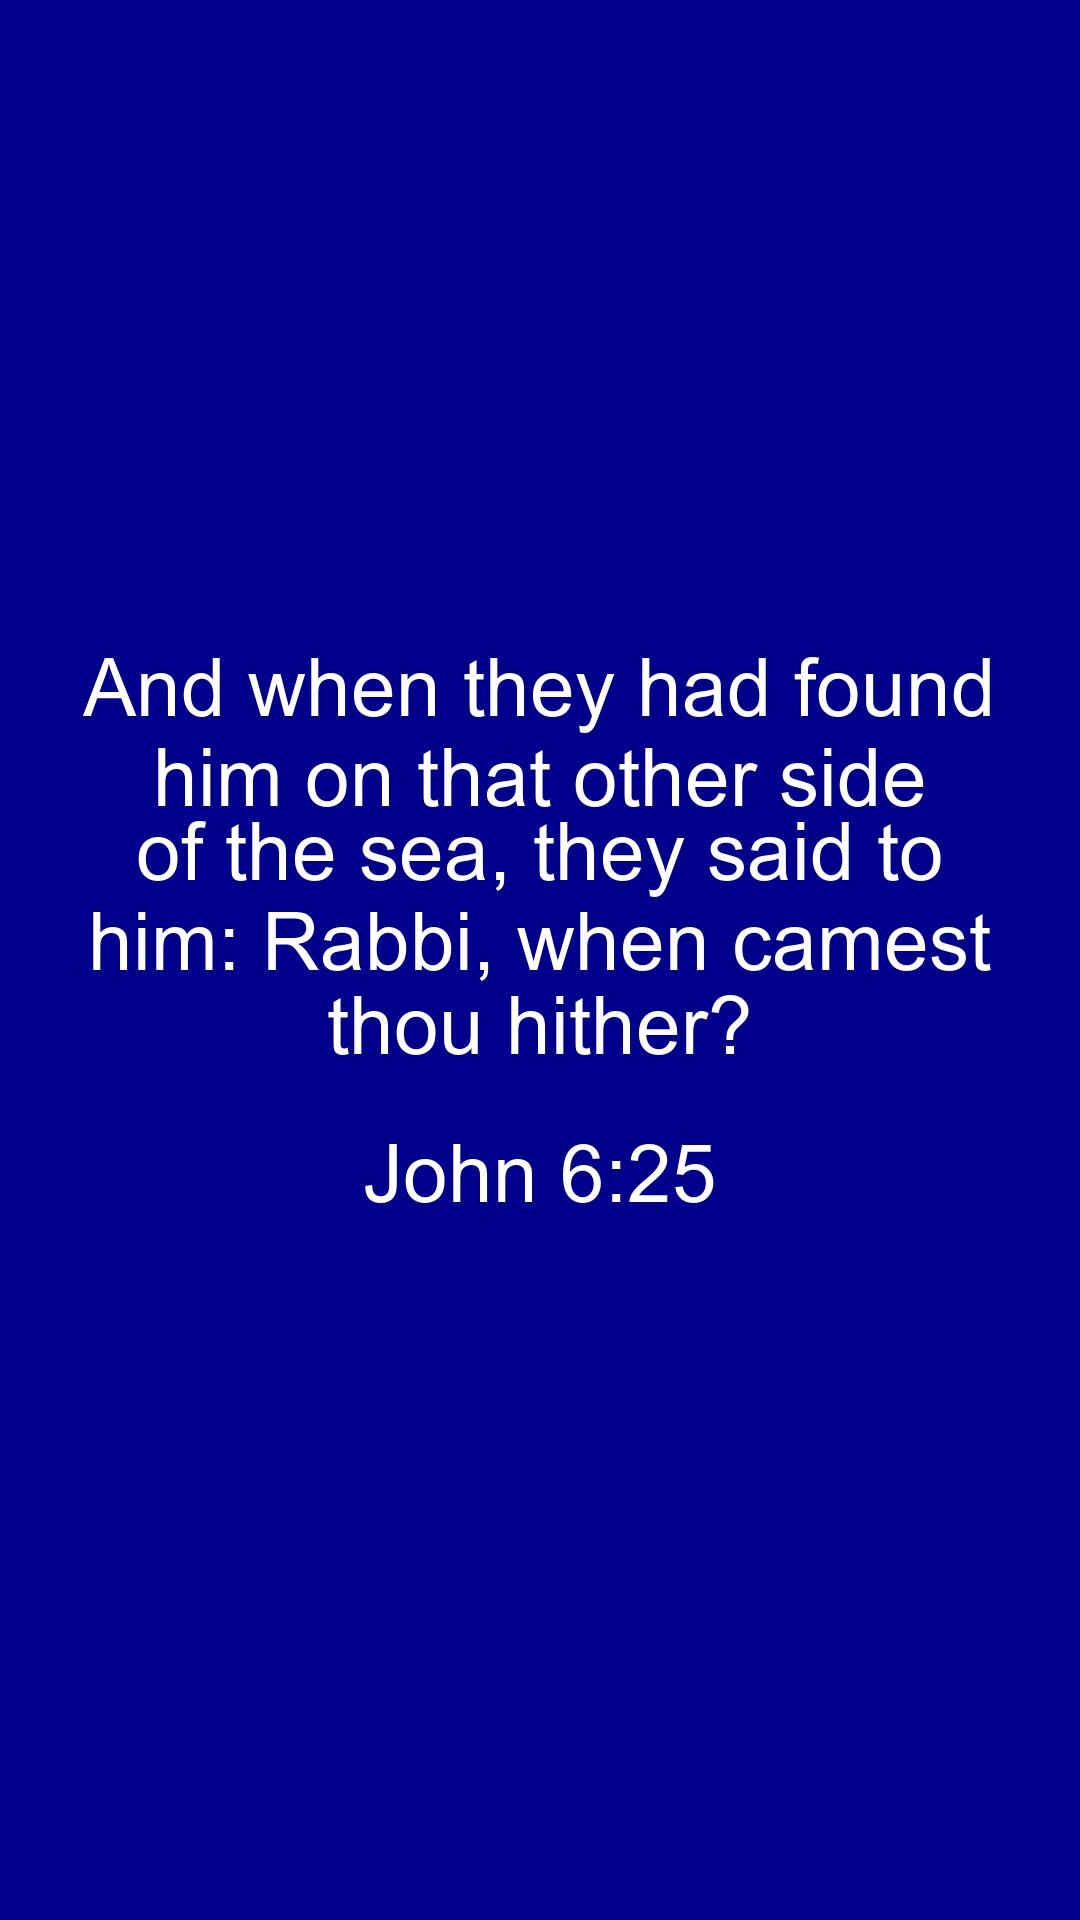 And when they had found
him on that other side
of the sea, they said to
him: Rabbi, when camest
thou hither?
John 6:25